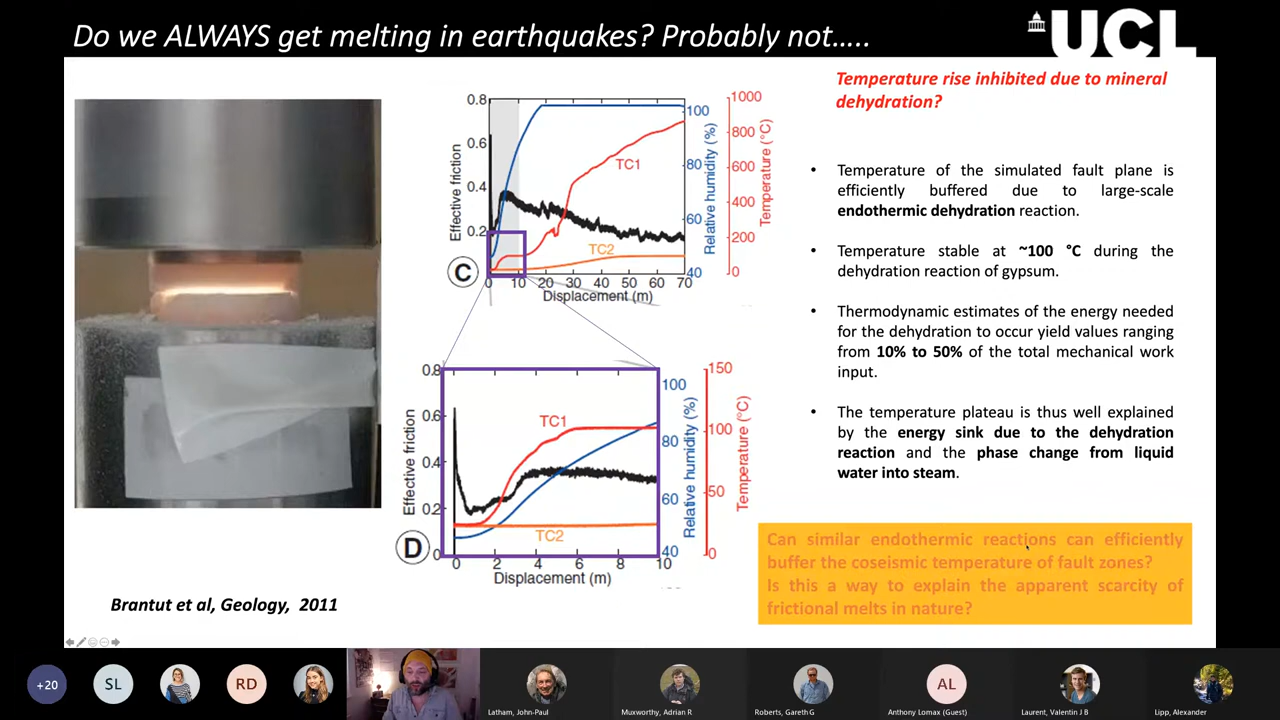 Do we ALWAYS get melting in earthquakes? Probably not.....
UCL
Temperature rise inhibited due to mineral
dehydration?
• Temperature of the simulated fault plane is
efficiently buffered due to large-scale
endothermic dehydration reaction.
• Temperature stable at ~100 °C during the
dehydration reaction of gypsum.
• Thermodynamic estimates of the energy needed
for the dehydration to occur yield values ranging
from 10% to 50% of the total mechanical work
input.
• The temperature plateau is thus well explained
by the energy sink due to the dehydration
reaction and the phase change from liquid
water into steam.
Can similar endothermic reactions can efficiently
buffer the coseismic temperature of fault zones?
Is this a way to explain the apparent scarcity of
frictional melts in nature?
C
Effective friction
0.8
0.6
0.4
0.2
0 10 20 30 40 50 60 70
Displacement (m)
TC1
TC2
100
80
60
40
Relative humidity (%)
1000
800
600
400
200
0
Temperature (°C)
D
Effective friction
0.8
0.6
0.4
0.2
0
0 2 4 6 8 10
Displacement (m)
TC1
TC2
100
80
60
40
Relative humidity (%)
150
100
50
0
Temperature (°C)
Brantut et al, Geology, 2011
+20
SL
RD
AL
Latham, John-Paul
Muxworthy, Adrian R
Roberts, Gareth G
Anthony Lomax (Guest)
Laurent, Valentin J B
Lipp, Alexander